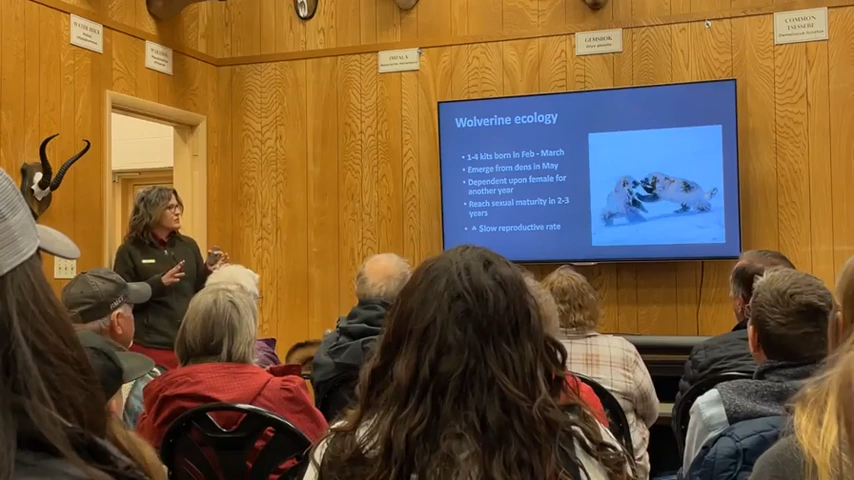 WATER BUCK
IMPALA
GEMSBOK
COMMON
Wolverine ecology
• 1-4 kits born in Feb - March
• Emerge from dens in May
• Dependent upon female for
another year
• Reach sexual maturity in 2-3
years
• Slow reproductive rate